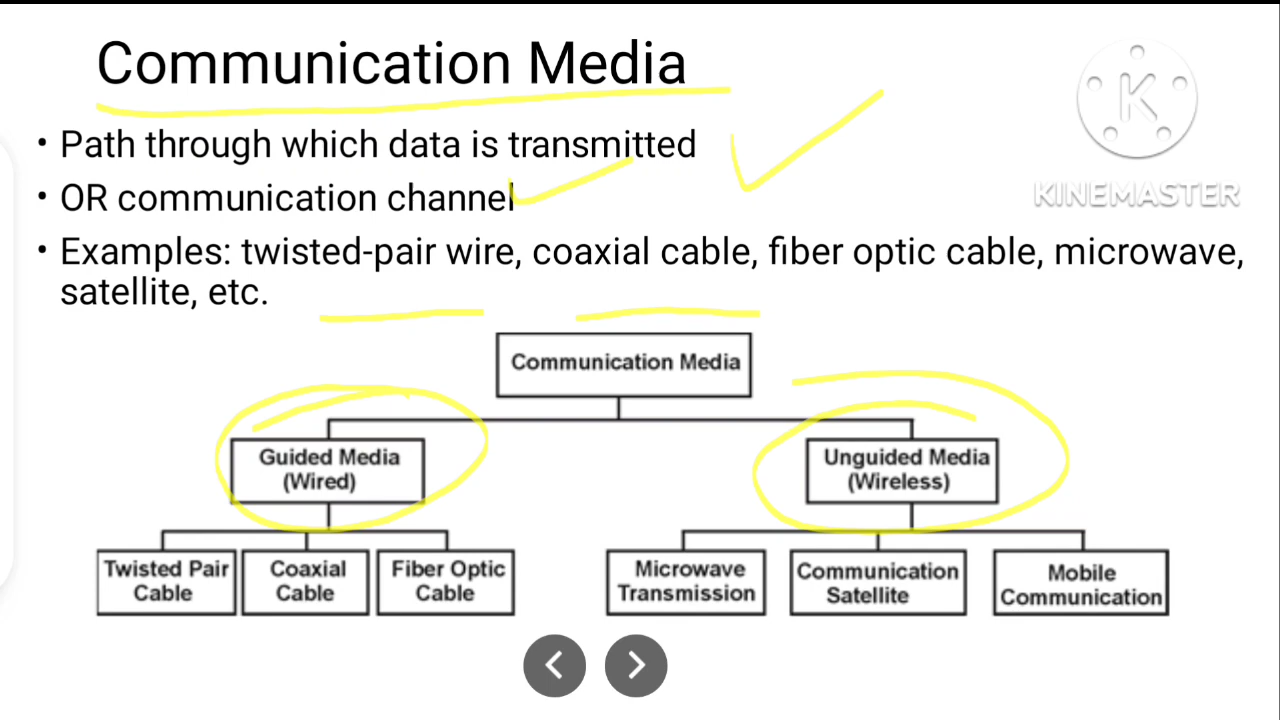 Communication Media
• Path through which data is transmitted
• OR communication channel
• Examples: twisted-pair wire, coaxial cable, fiber optic cable, microwave,
satellite, etc.
K
KINEMASTER
Communication Media
Guided Media
(Wired)
Unguided Media
(Wireless)
Twisted Pair
Cable
Coaxial
Cable
Fiber Optic
Cable
Microwave
Transmission
Communication
Satellite
Mobile
Communication